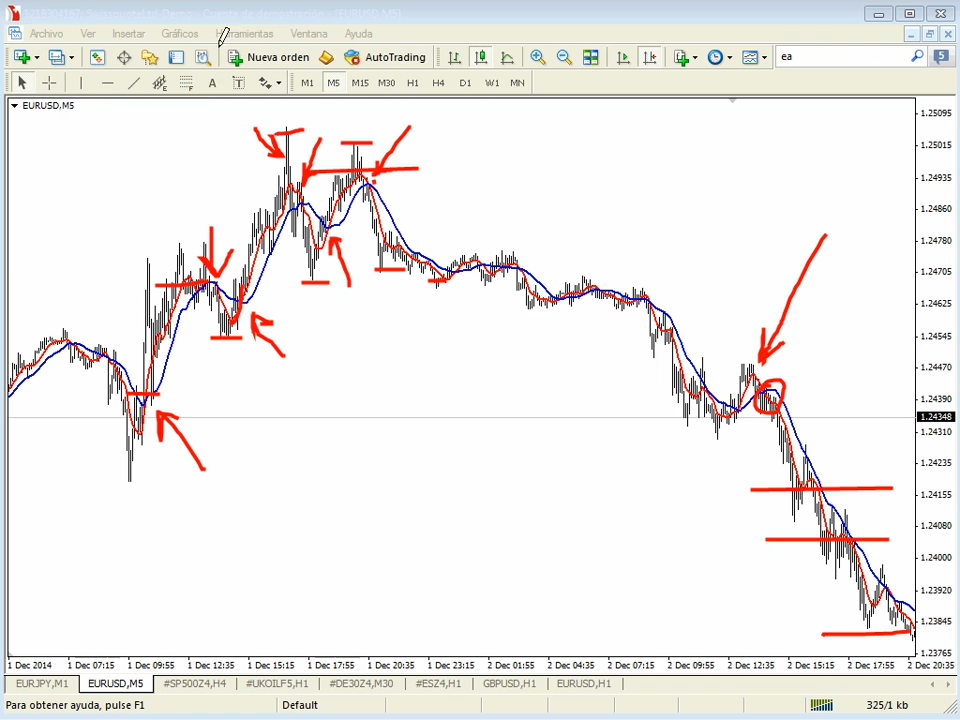 Archivo Ver Insertar Gráficos Herramientas Ventana Ayuda
Nueva orden AutoTrading ea 5
A T M1 M5 M15 M30 H1 H4 D1 W1 MN
EURUSD,M5
1.25095
1.25015
1.24935
1.24860
1.24780
1.24705
1.24625
1.24545
1.24470
1.24390
1.24348
1.24310
1.24235
1.24155
1.24080
1.24000
1.23920
1.23845
1.23765
1 Dec 2014 1 Dec 07:15 1 Dec 09:55 1 Dec 12:35 1 Dec 15:15 1 Dec 17:55 1 Dec 20:35 1 Dec 23:15 2 Dec 01:55 2 Dec 04:35 2 Dec 07:15 2 Dec 09:55 2 Dec 12:35 2 Dec 15:15 2 Dec 17:55 2 Dec 20:35
EURJPY,M1 EURUSD,M5 #SP500Z4,H4 #UKOILF5,H1 #DE30Z4,M30 #ESZ4,H1 GBPUSD,H1 EURUSD,H1
Para obtener ayuda, pulse F1 Default 325/1 kb